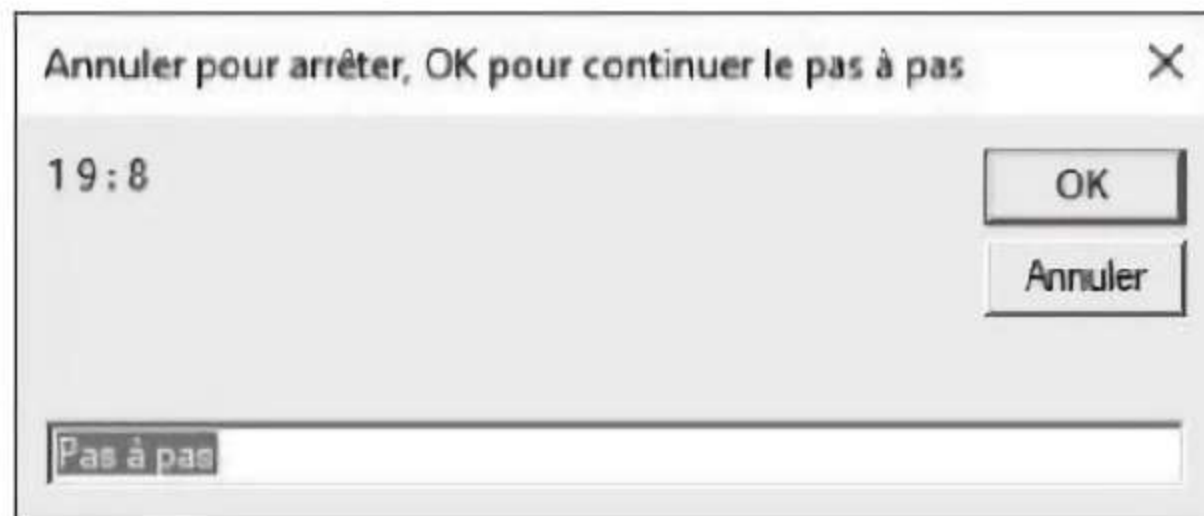 Annuler pour arrêter, OK pour continuer le pas à pas
19:8
OK
Annuler
Pas à pas